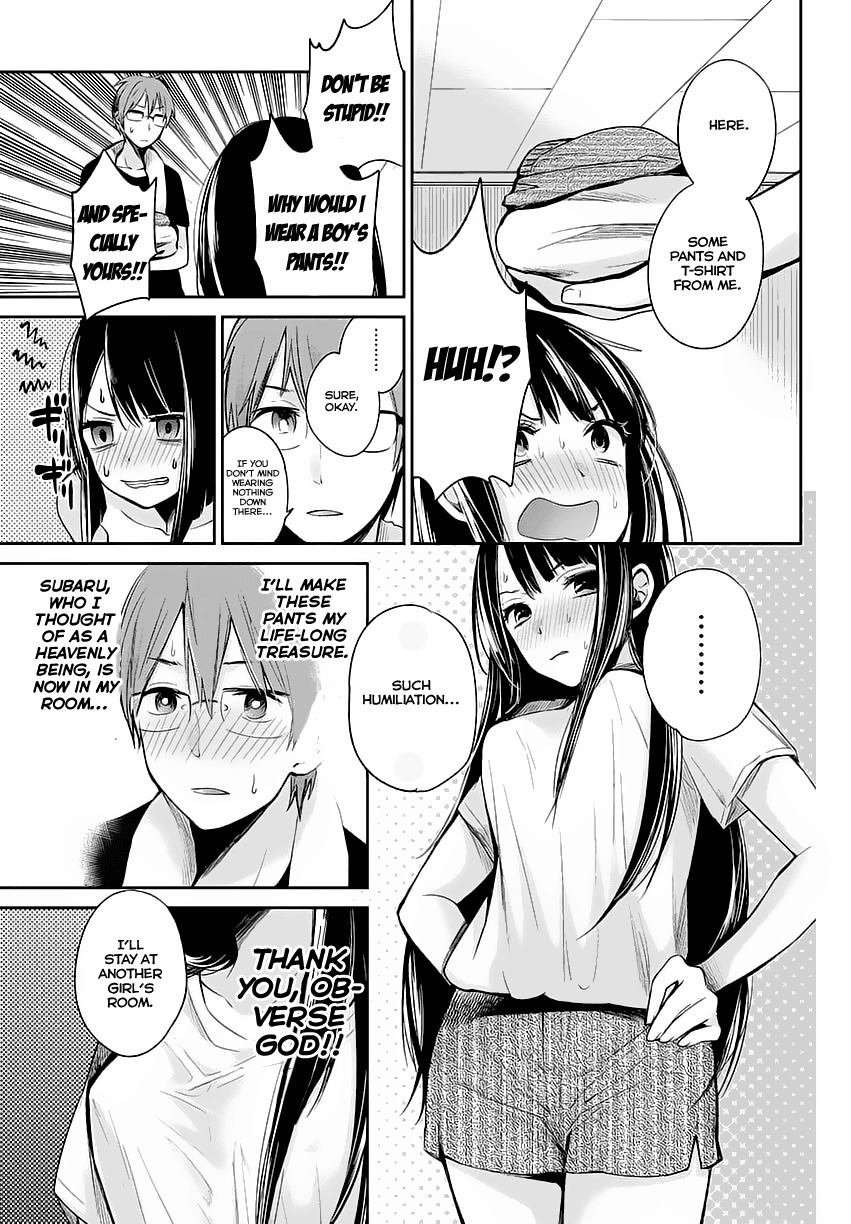 HERE.
SOME
PANTS AND
T-SHIRT
FROM ME.
HUH!?
DON'T BE
STUPID!!
WHY WOULD I
WEAR A BOY'S
PANTS!!
AND SPE-
CIALLY
YOURS!!
........
SURE,
OKAY.
IF YOU
DON'T MIND
WEARING
NOTHING
DOWN
THERE...
ギギギ
........
SUCH
HUMILIATION...
I'LL MAKE
THESE
PANTS MY
LIFE-LONG
TREASURE.
SUBARU,
WHO I
THOUGHT
OF AS A
HEAVENLY
BEING, IS
NOW IN MY
ROOM...
THANK
YOU, OB-
VERSE
GOD!!
I'LL
STAY AT
ANOTHER
GIRL'S
ROOM.